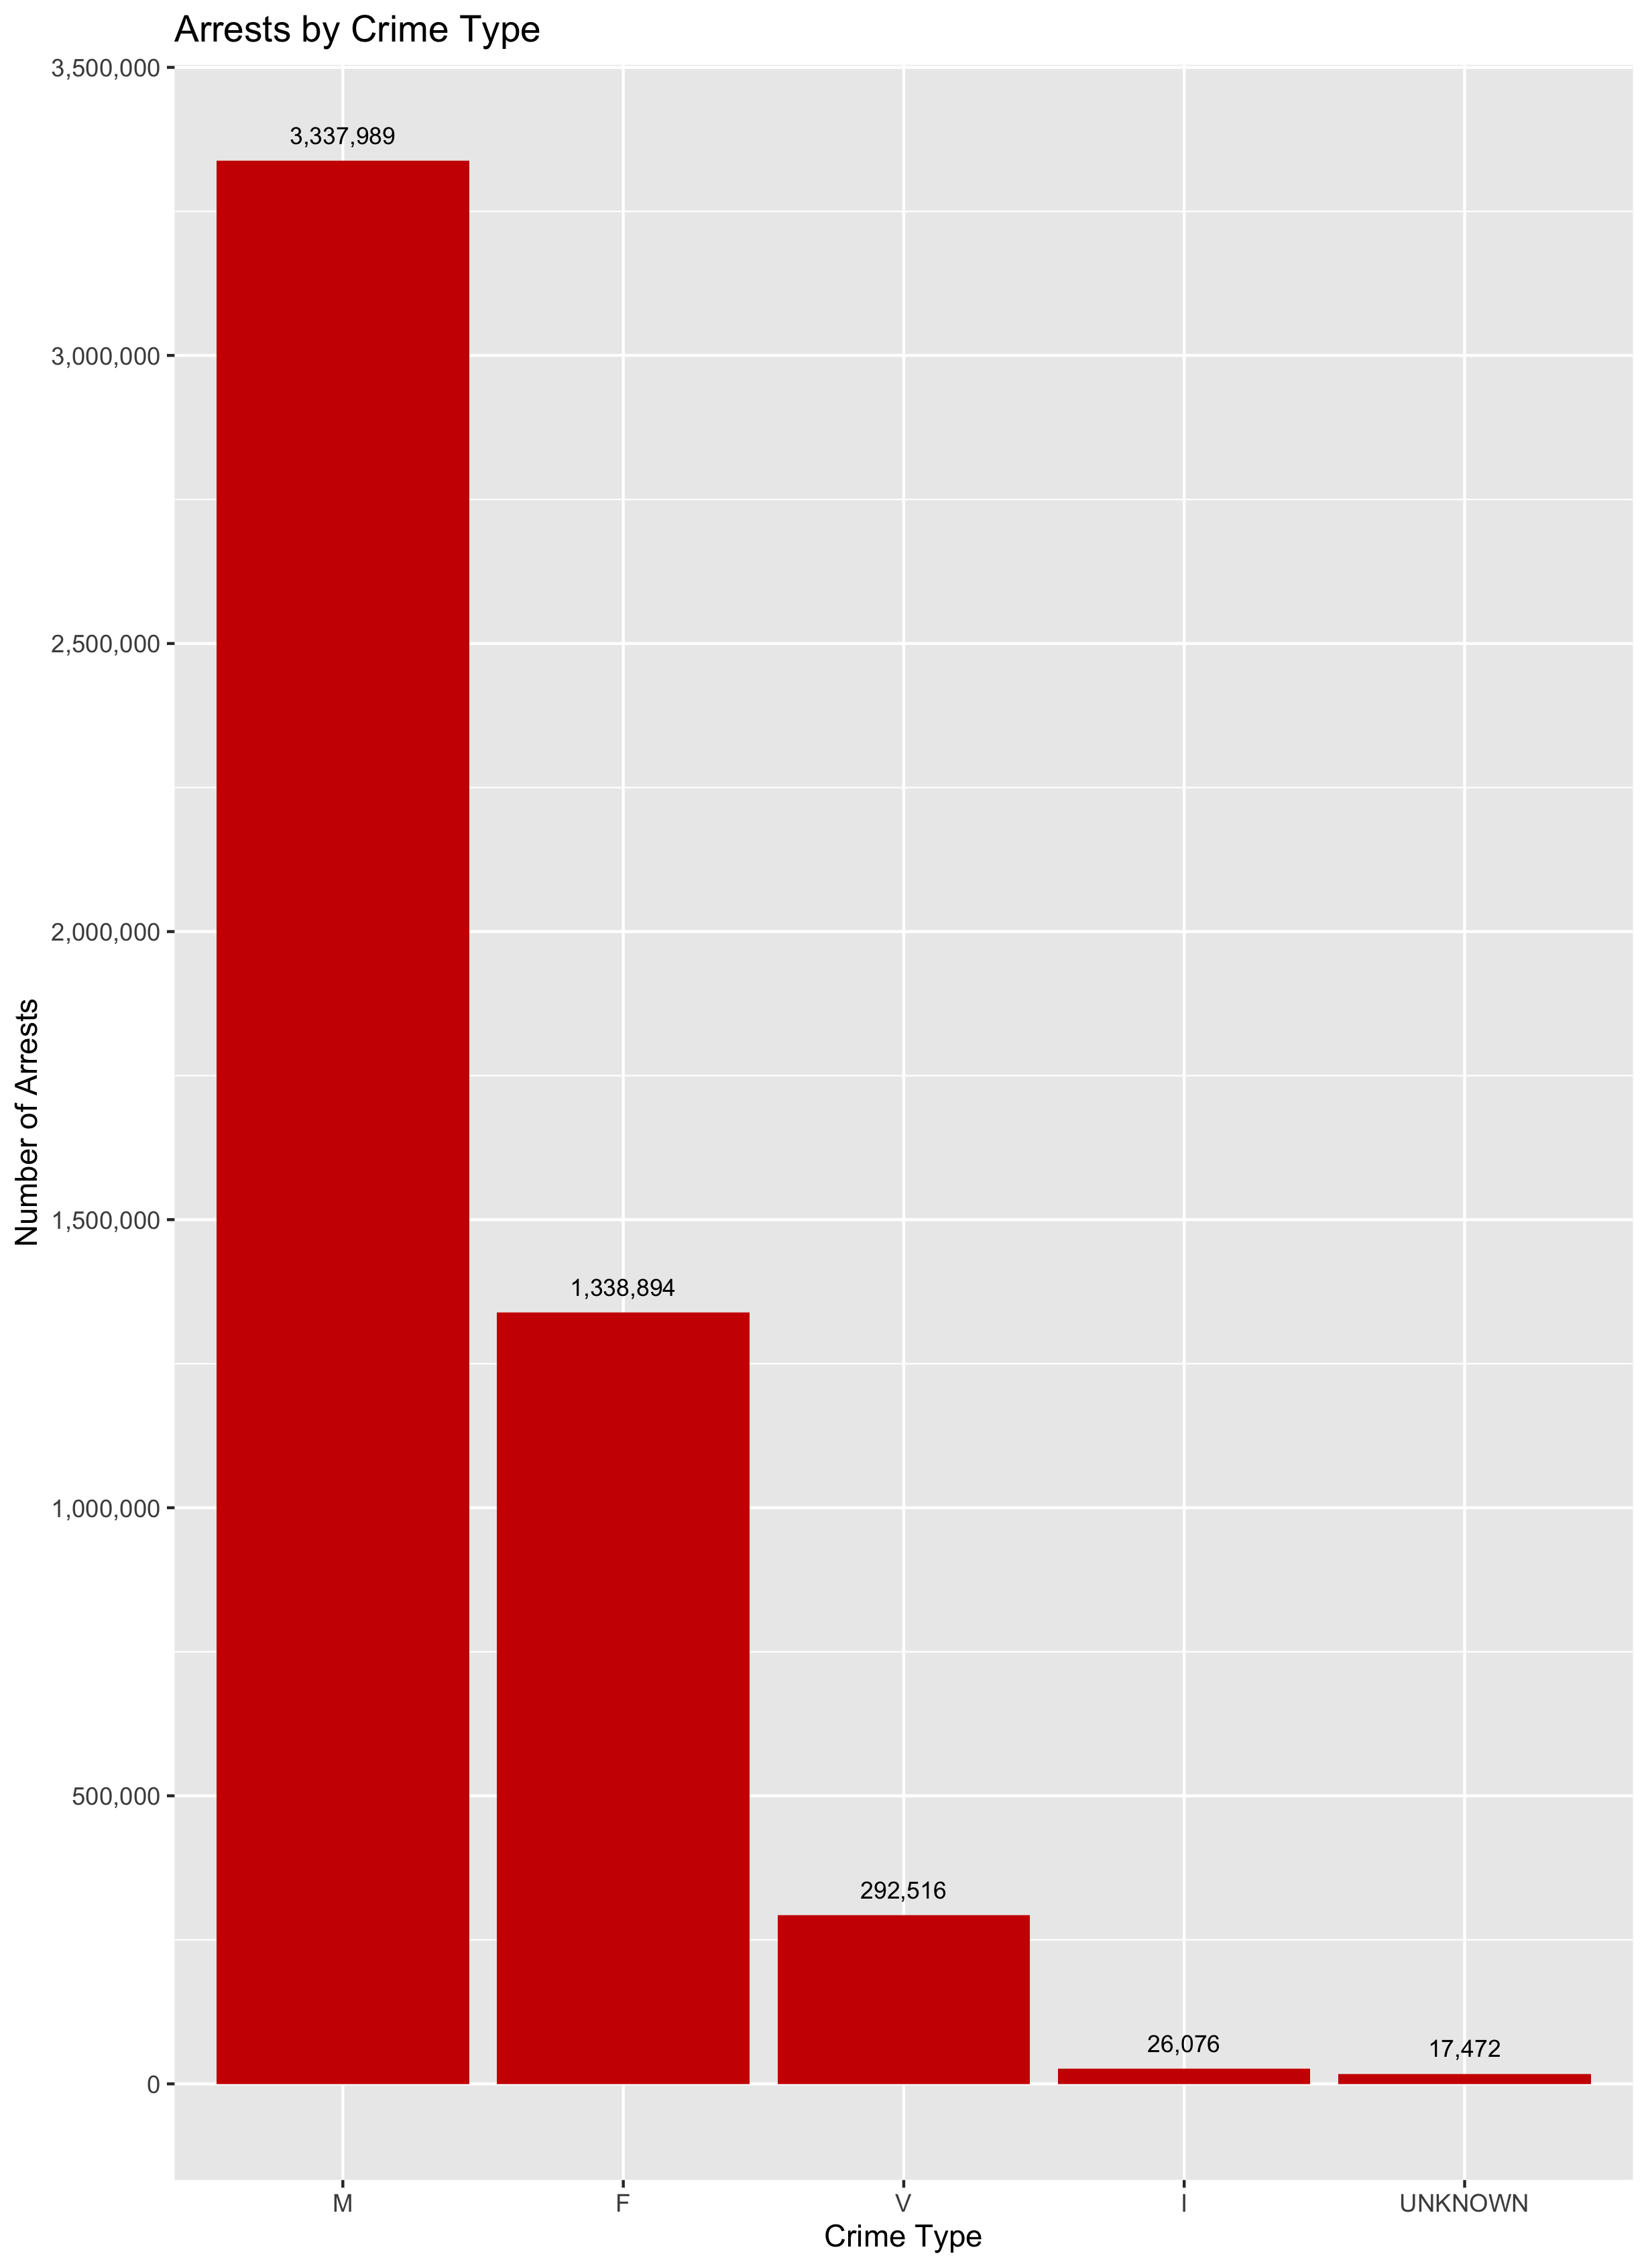 Arrests by Crime Type
3,500,000
3,000,000
2,500,000
2,000,000
1,500,000
1,000,000
500,000
0
Number of Arrests
3,337,989
1,338,894
292,516
26,076
17,472
M
F
V
I
UNKNOWN
Crime Type